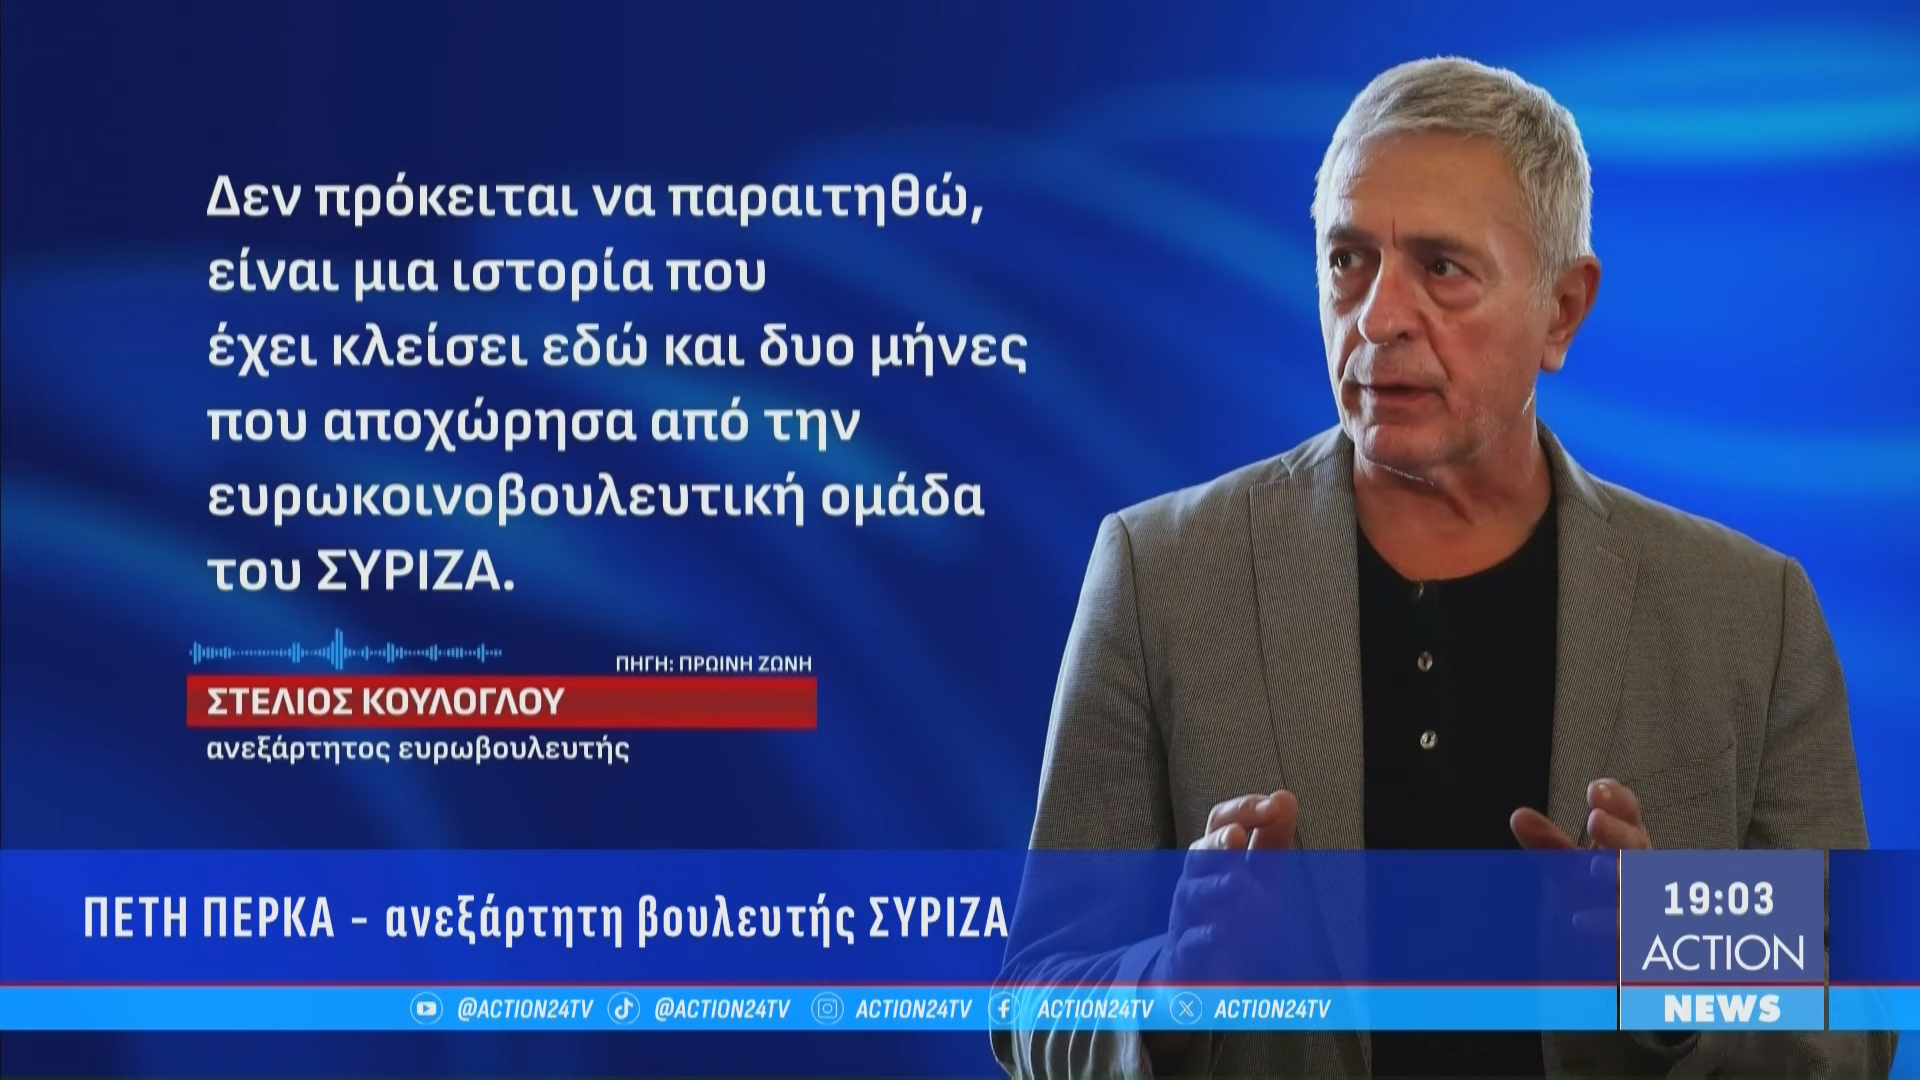 Δεν πρόκειται να παραιτηθώ,
είναι μια ιστορία που
έχει κλείσει εδώ και δυο μήνες
που αποχώρησα από την
ευρωκοινοβουλευτική ομάδα
του ΣΥΡΙΖΑ.
ΠΗΓΗ: ΠΡΩΙΝΗ ΖΩΝΗ
ΣΤΕΛΙΟΣ ΚΟΥΛΟΓΛΟΥ
ανεξάρτητος ευρωβουλευτής
ΠΕΤΗ ΠΕΡΚΑ - ανεξάρτητη βουλευτής ΣΥΡΙΖΑ
19:03
ACTION
NEWS
@ACTION24TV @ACTION24TV ACTION24TV ACTION24TV ACTION24TV